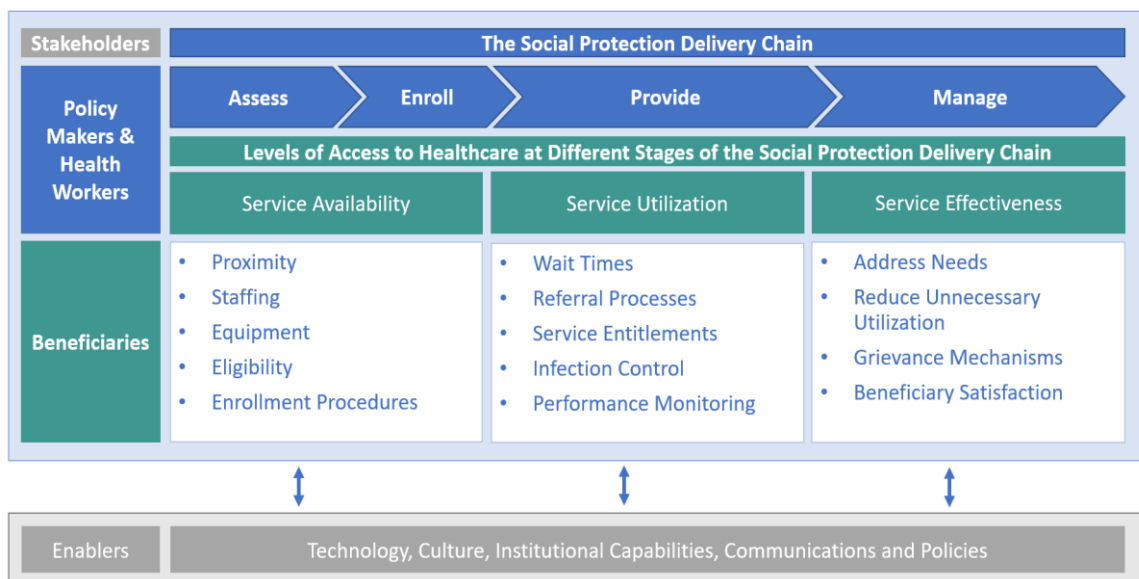 Stakeholders
The Social Protection Delivery Chain
Policy
Makers &
Health
Workers
Assess
Enroll
Provide
Manage
Levels of Access to Healthcare at Different Stages of the Social Protection Delivery Chain
Service Availability
Service Utilization
Service Effectiveness
Beneficiaries
• Proximity
• Staffing
• Equipment
• Eligibility
• Enrollment Procedures
• Wait Times
• Referral Processes
• Service Entitlements
• Infection Control
• Performance Monitoring
• Address Needs
• Reduce Unnecessary
Utilization
• Grievance Mechanisms
• Beneficiary Satisfaction
Enablers
Technology, Culture, Institutional Capabilities, Communications and Policies